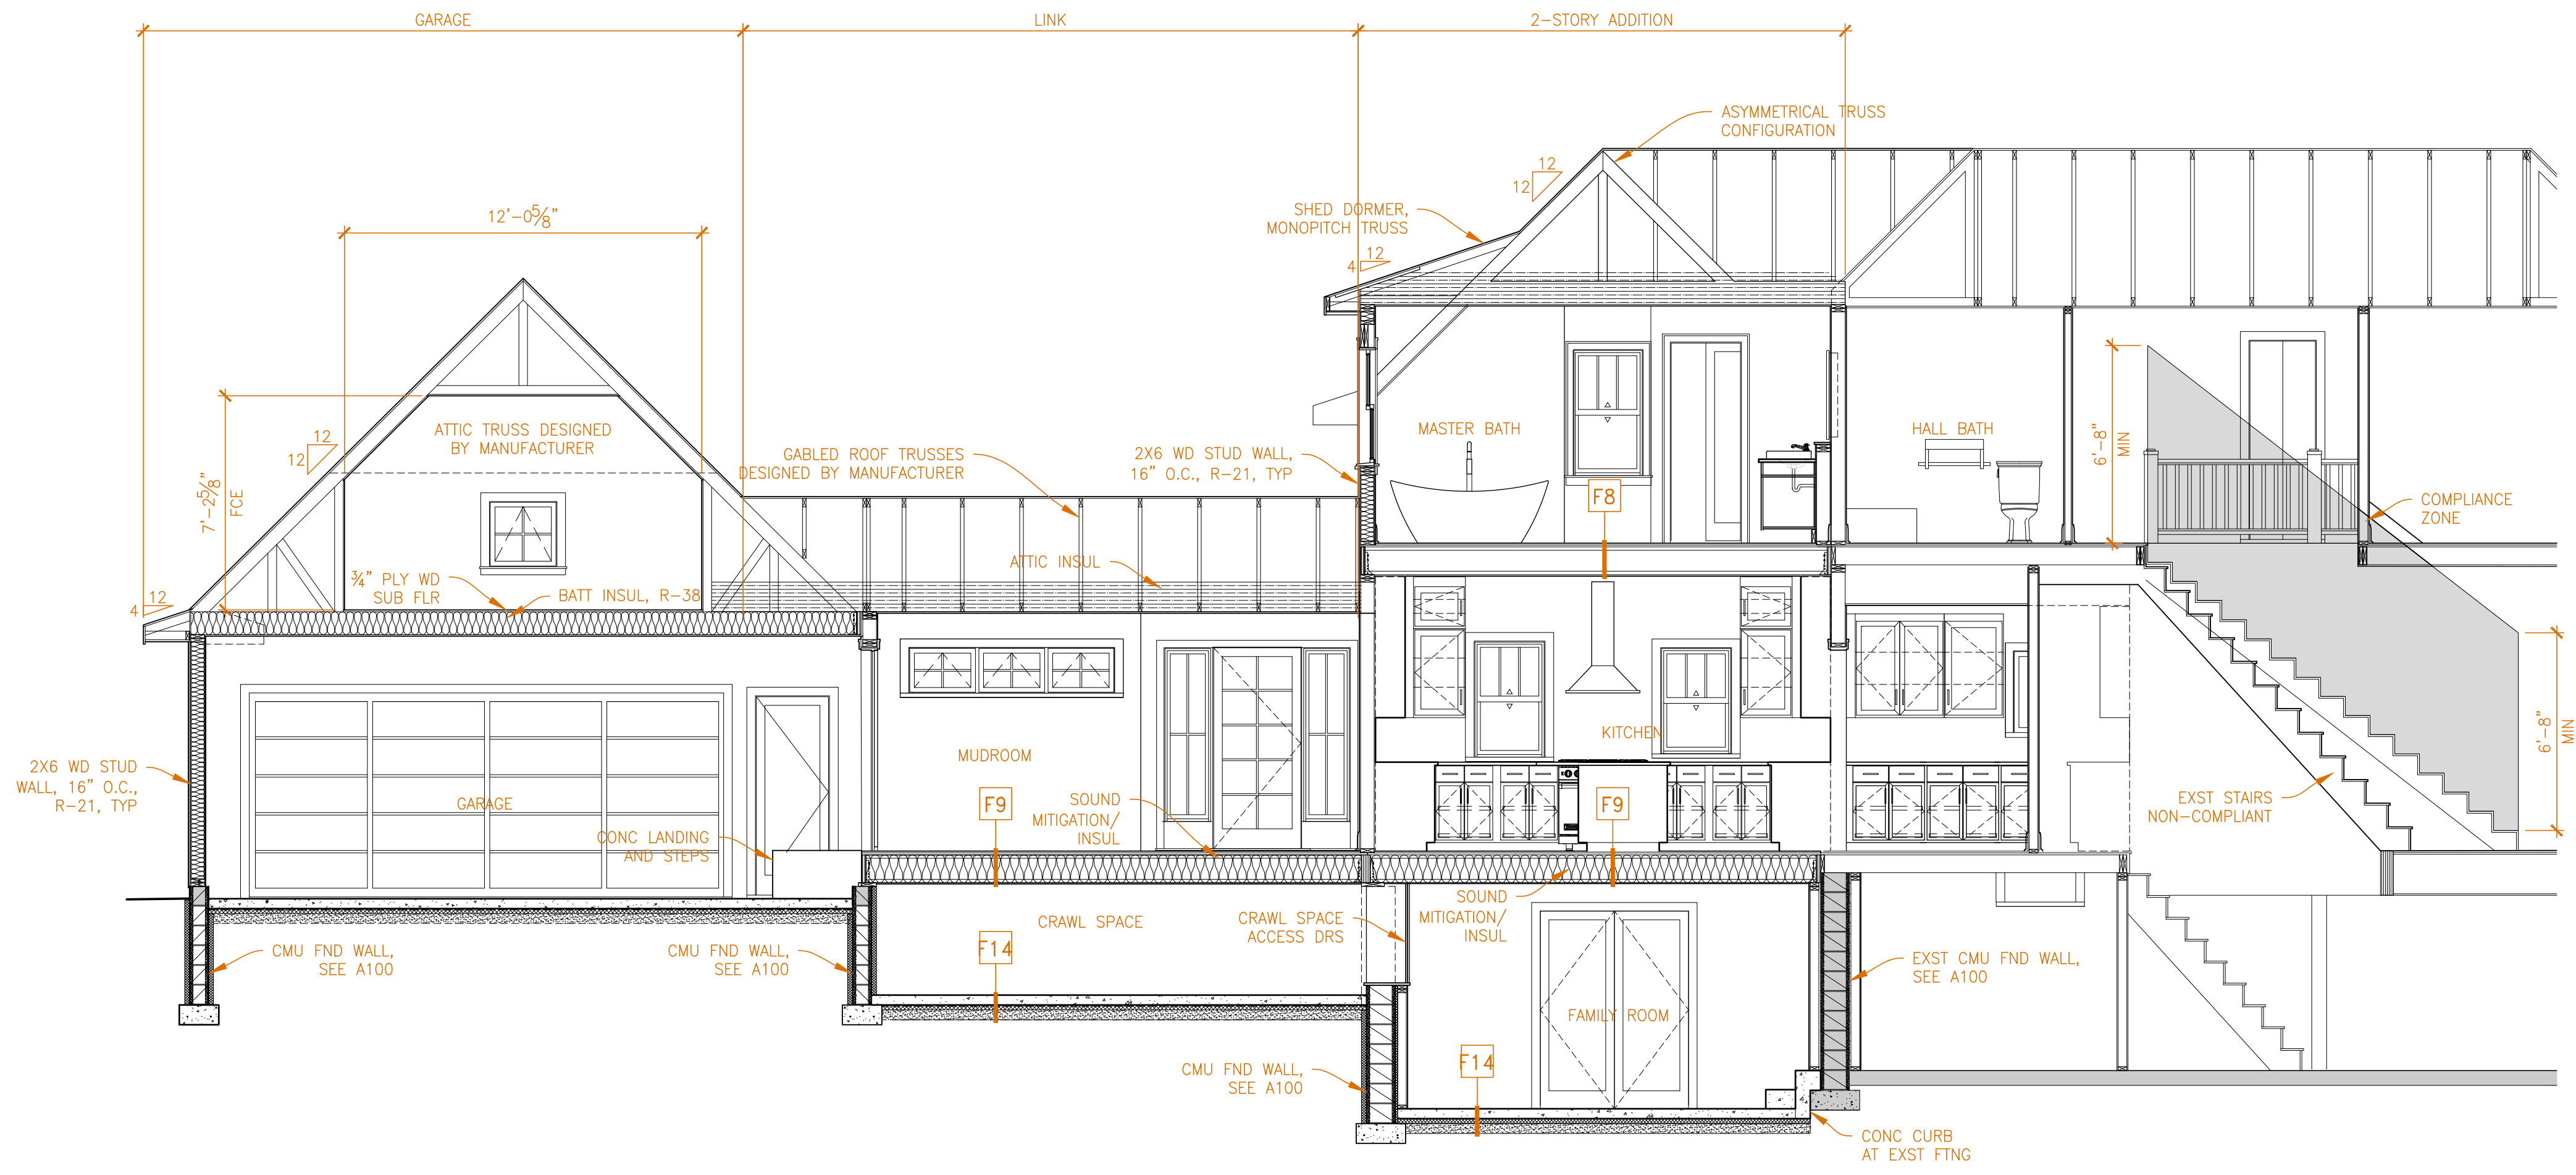 GARAGE
LINK
2-STORY ADDITION
ASYMMETRICAL TRUSS
CONFIGURATION
12
12
SHED DORMER,
MONOPITCH TRUSS
12
4
12'-0⅝"
7'-2⅝"
FCE
12
12
ATTIC TRUSS DESIGNED
BY MANUFACTURER
GABLED ROOF TRUSSES
DESIGNED BY MANUFACTURER
2X6 WD STUD WALL,
16" O.C., R-21, TYP
MASTER BATH
HALL BATH
6'-8"
MIN
F8
COMPLIANCE
ZONE
ATTIC INSUL
¾" PLY WD
SUB FLR
BATT INSUL, R-38
12
4
6'-8"
MIN
KITCHEN
MUDROOM
2X6 WD STUD
WALL, 16" O.C.,
R-21, TYP
GARAGE
CONC LANDING
AND STEPS
F9
SOUND
MITIGATION/
INSUL
F9
EXST STAIRS
NON-COMPLIANT
SOUND
MITIGATION/
INSUL
CRAWL SPACE
CRAWL SPACE
ACCESS DRS
CMU FND WALL,
SEE A100
CMU FND WALL,
SEE A100
F14
EXST CMU FND WALL,
SEE A100
FAMILY ROOM
CMU FND WALL,
SEE A100
F14
CONC CURB
AT EXST FTNG